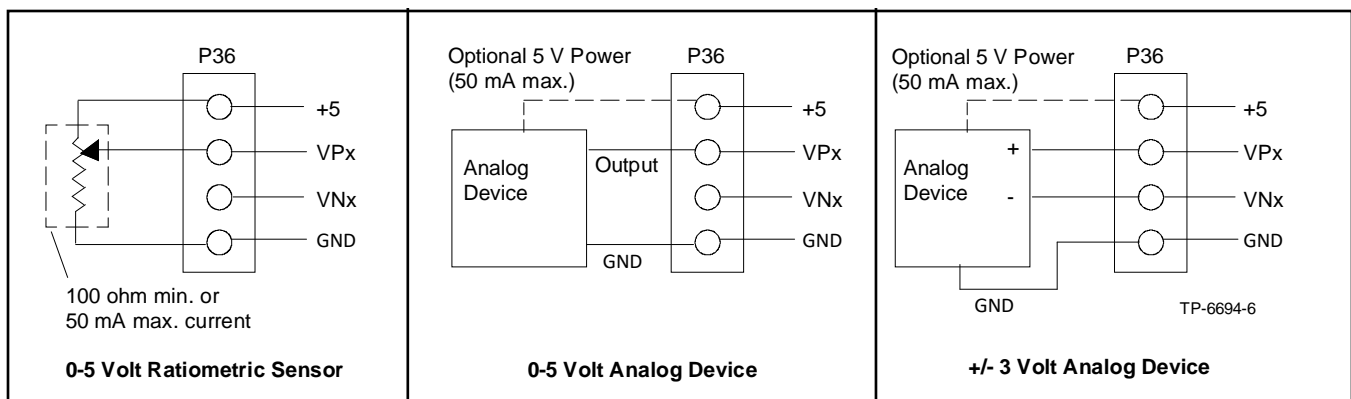 P36
+5
VPx
VNx
GND
100 ohm min. or
50 mA max. current
0-5 Volt Ratiometric Sensor
Optional 5 V Power
(50 mA max.)
P36
+5
Analog
Device
Output
VPx
VNx
GND
GND
0-5 Volt Analog Device
Optional 5 V Power
(50 mA max.)
P36
+5
Analog
Device
+
-
VPx
VNx
GND
GND
TP-6694-6
+/- 3 Volt Analog Device